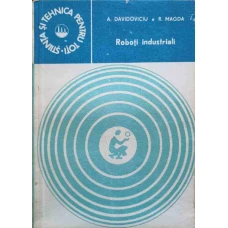 ȘTIINȚA ȘI TEHNICA PENTRU TOȚI
A. DAVIDOVICIU • R. MAGDA
Roboți industriali